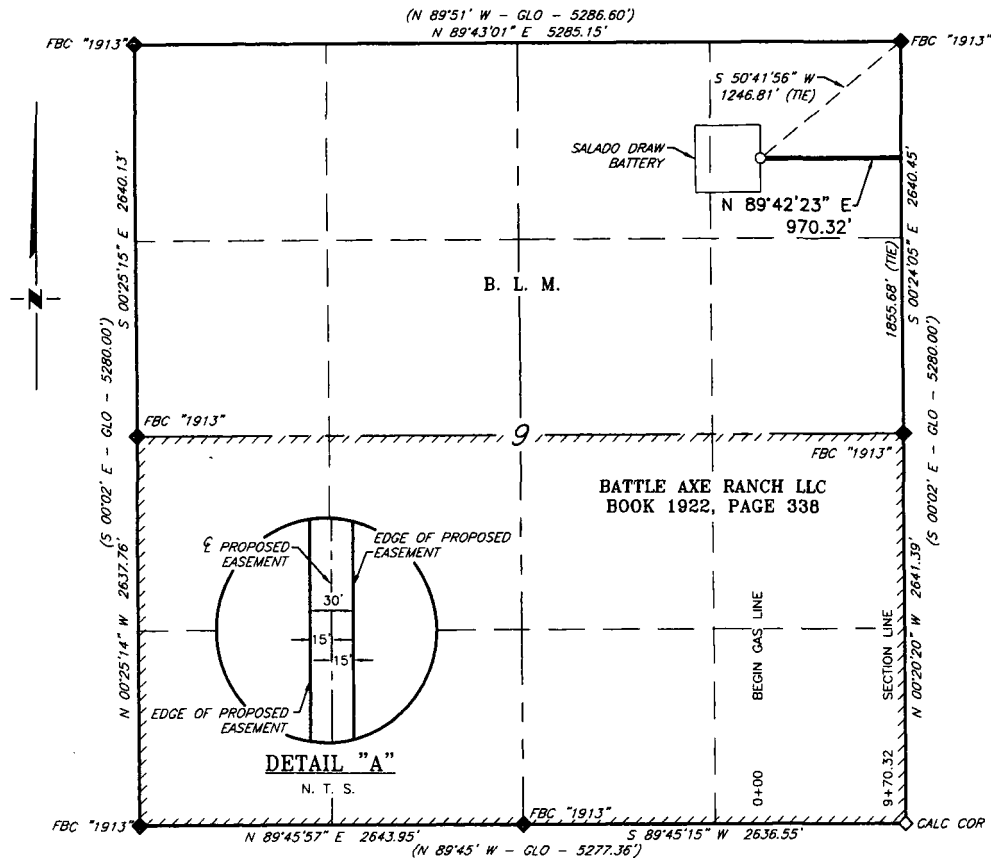 (N 89°51' W - GLO - 5286.60')
N 89°43'01" E 5285.15'
FBC "1913"
FBC "1913"
S 50°41'56" W
1246.81' (TIE)
SALADO DRAW
BATTERY
N 89°42'23" E
970.32'
S 00°25'15" E 2640.13'
S 00°24'05" E 2640.45'
1855.68' (TIE)
N
B. L. M.
(S 00°02' E - GLO - 5280.00')
(S 00°02' E - GLO - 5280.00')
FBC "1913"
9
FBC "1913"
BATTLE AXE RANCH LLC
BOOK 1922, PAGE 338
℄ PROPOSED
EASEMENT
EDGE OF PROPOSED
EASEMENT
30'
15'
15'
EDGE OF PROPOSED
EASEMENT
DETAIL "A"
N. T. S.
N 00°25'14" W 2637.76'
N 00°20'20" W 2641.39'
BEGIN GAS LINE
0+00
SECTION LINE
9+70.32
FBC "1913"
FBC "1913"
CALC COR
N 89°45'57" E 2643.95'
S 89°45'15" W 2636.55'
(N 89°45' W - GLO - 5277.36')